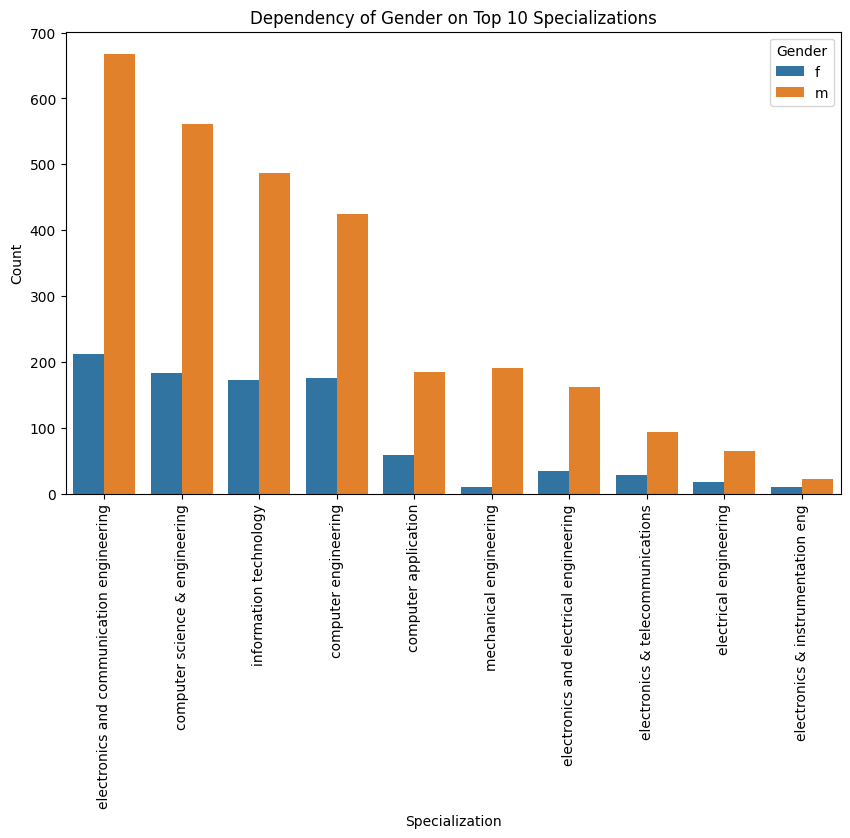 Dependency of Gender on Top 10 Specializations
Gender
f
m
Count
700
600
500
400
300
200
100
0
electronics and communication engineering
computer science & engineering
information technology
computer engineering
computer application
mechanical engineering
electronics and electrical engineering
electronics & telecommunications
electrical engineering
electronics & instrumentation eng
Specialization